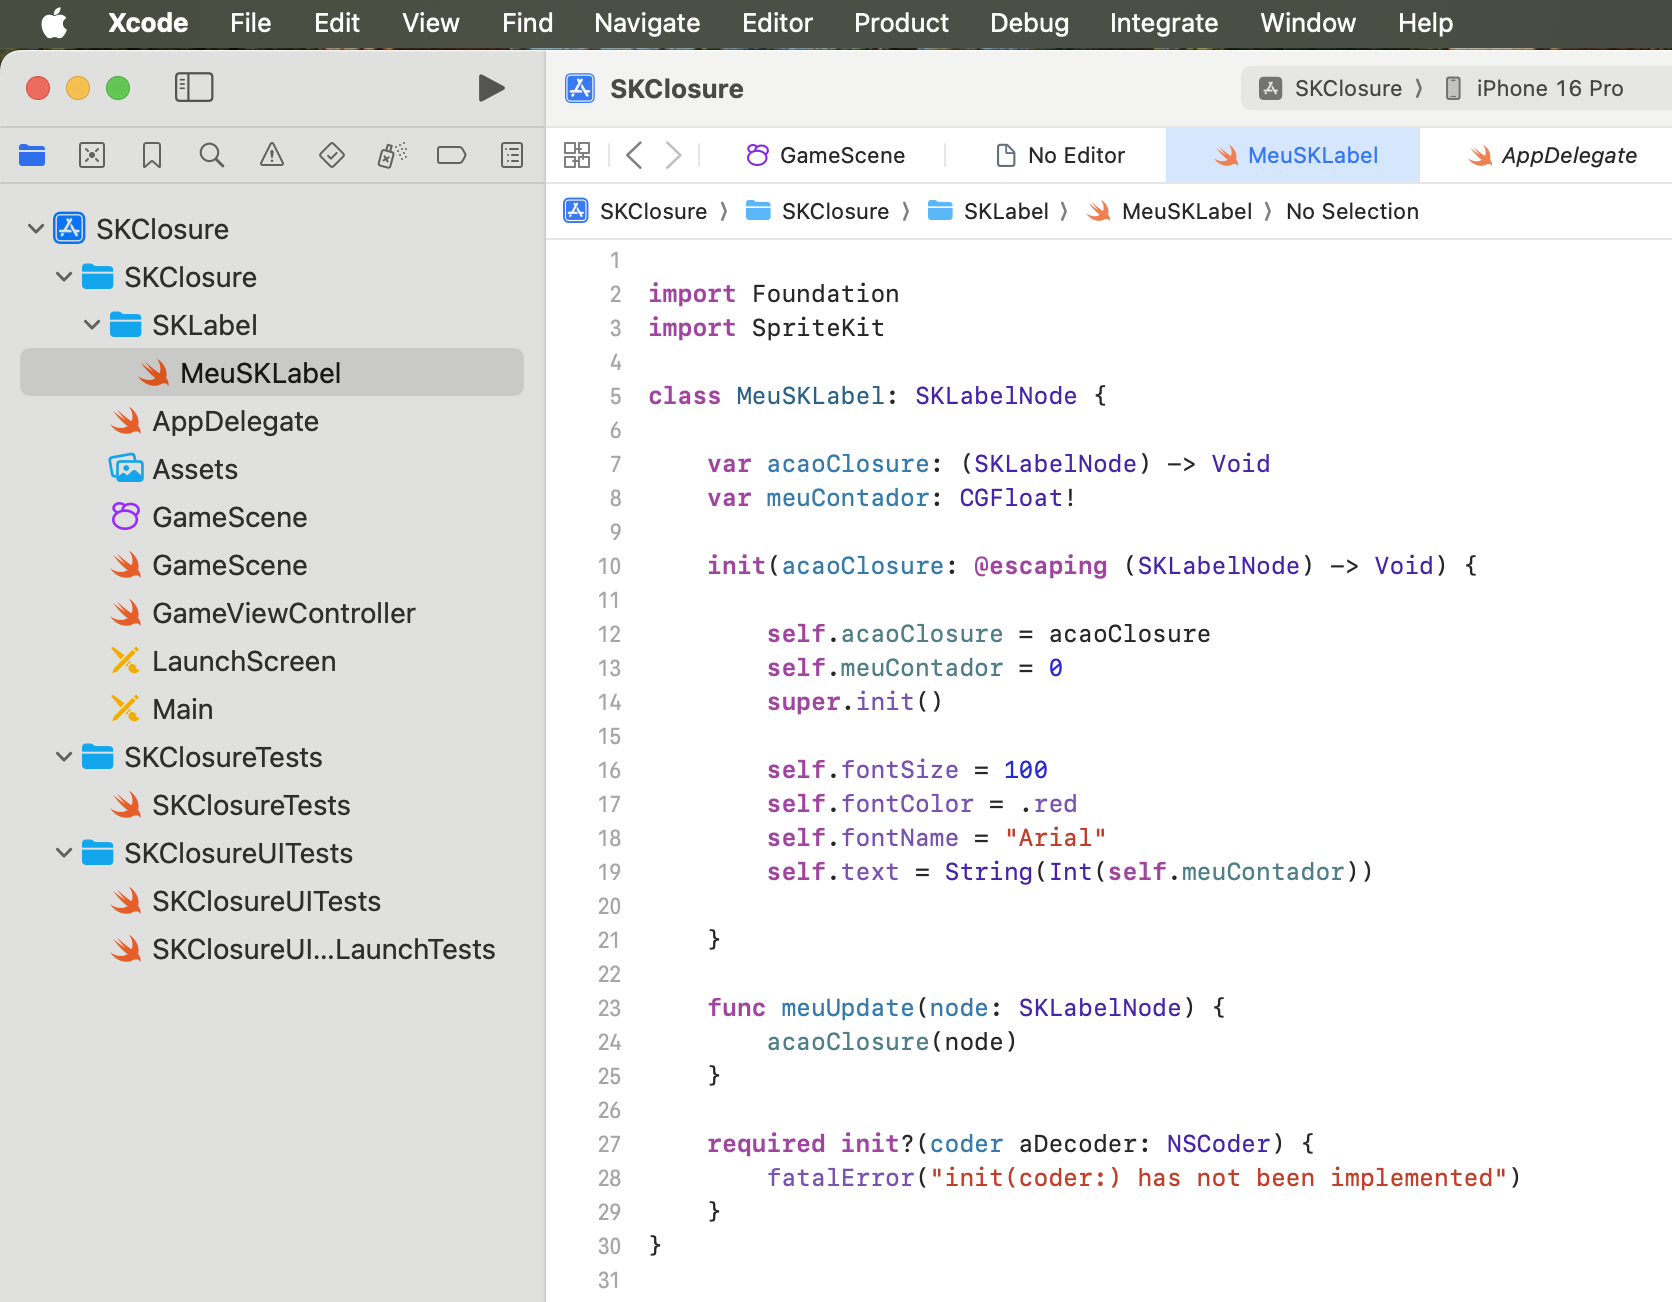 Xcode File Edit View Find Navigate Editor Product Debug Integrate Window Help
SKClosure
SKClosure 〉 iPhone 16 Pro
GameScene
No Editor
MeuSKLabel
AppDelegate
SKClosure 〉 SKClosure 〉 SKLabel 〉 MeuSKLabel 〉 No Selection
SKClosure
SKClosure
SKLabel
MeuSKLabel
AppDelegate
Assets
GameScene
GameScene
GameViewController
LaunchScreen
Main
SKClosureTests
SKClosureTests
SKClosureUITests
SKClosureUITests
SKClosureUI...LaunchTests
1
2 import Foundation
3 import SpriteKit
4
5 class MeuSKLabel: SKLabelNode {
6
7     var acaoClosure: (SKLabelNode) -> Void
8     var meuContador: CGFloat!
9
10     init(acaoClosure: @escaping (SKLabelNode) -> Void) {
11
12         self.acaoClosure = acaoClosure
13         self.meuContador = 0
14         super.init()
15
16         self.fontSize = 100
17         self.fontColor = .red
18         self.fontName = "Arial"
19         self.text = String(Int(self.meuContador))
20
21     }
22
23     func meuUpdate(node: SKLabelNode) {
24         acaoClosure(node)
25     }
26
27     required init?(coder aDecoder: NSCoder) {
28         fatalError("init(coder:) has not been implemented")
29     }
30 }
31